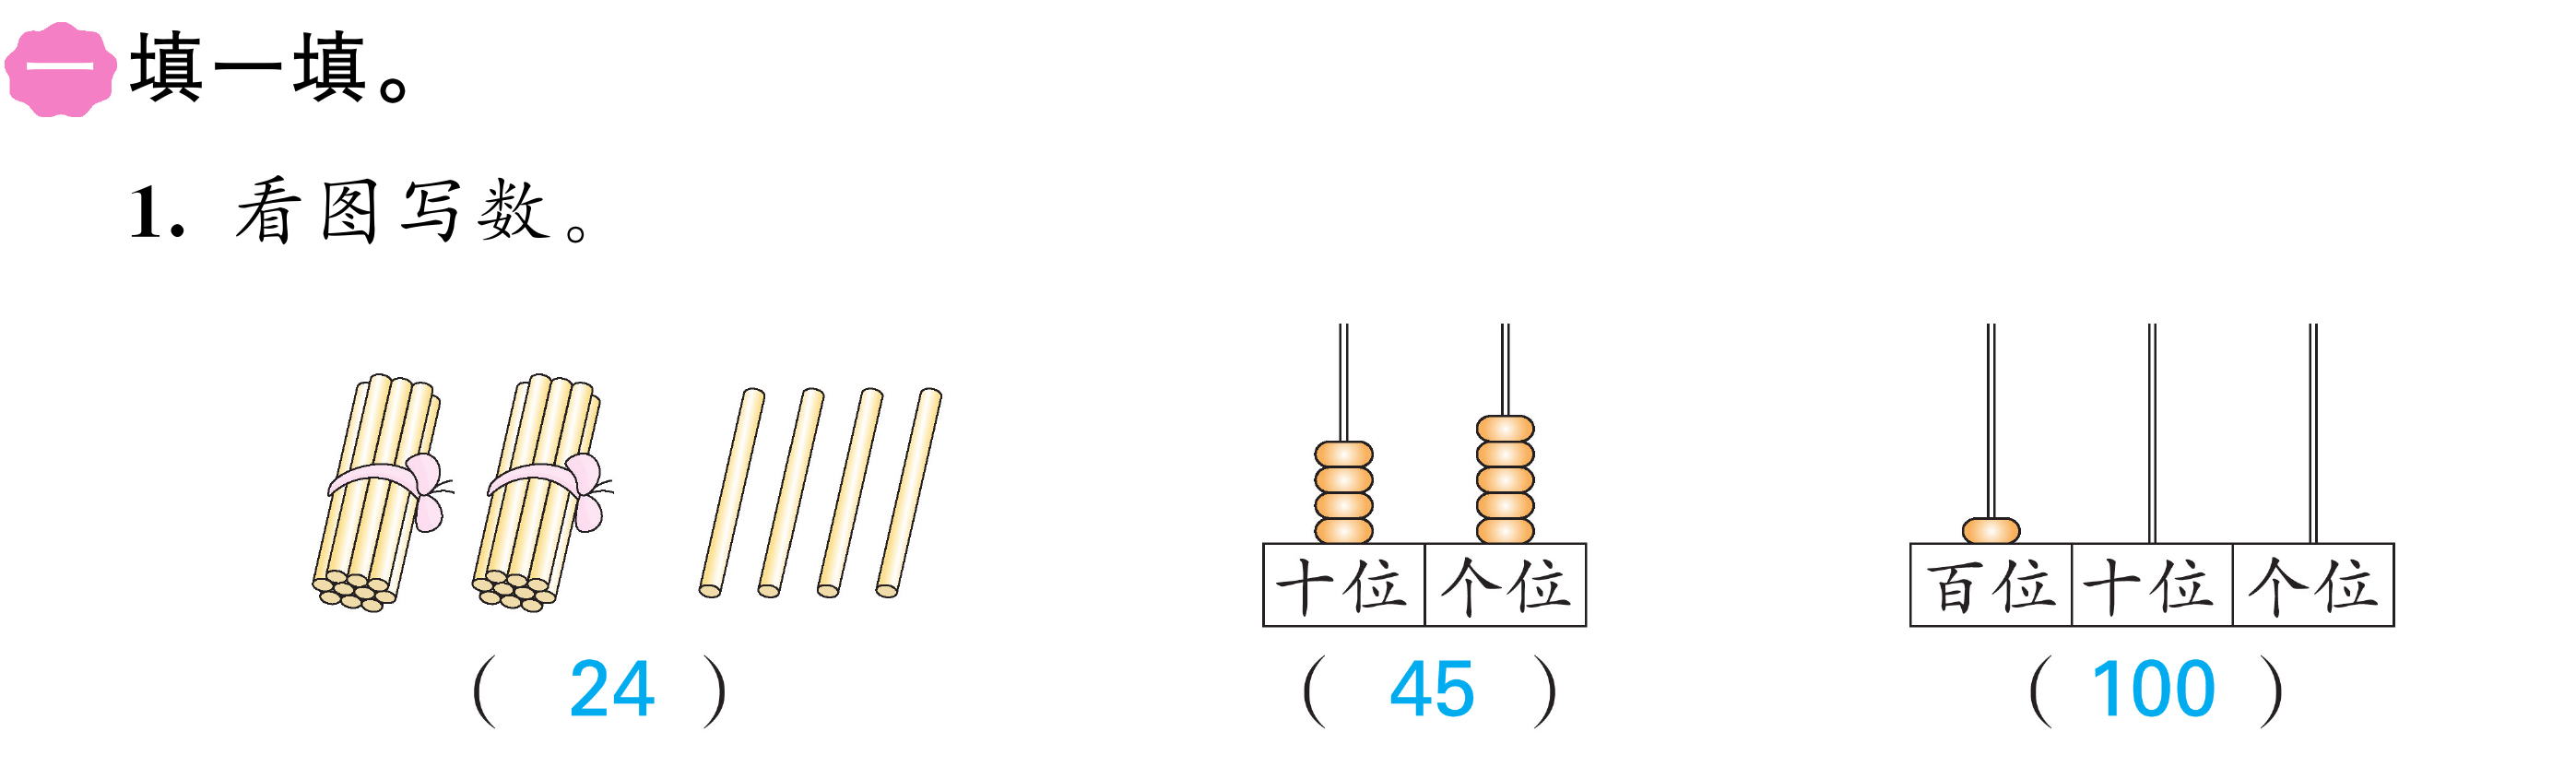 一 填一填。
1. 看图写数。
十位 个位 百位 十位 个位
( 24 ) ( 45 ) ( 100 )